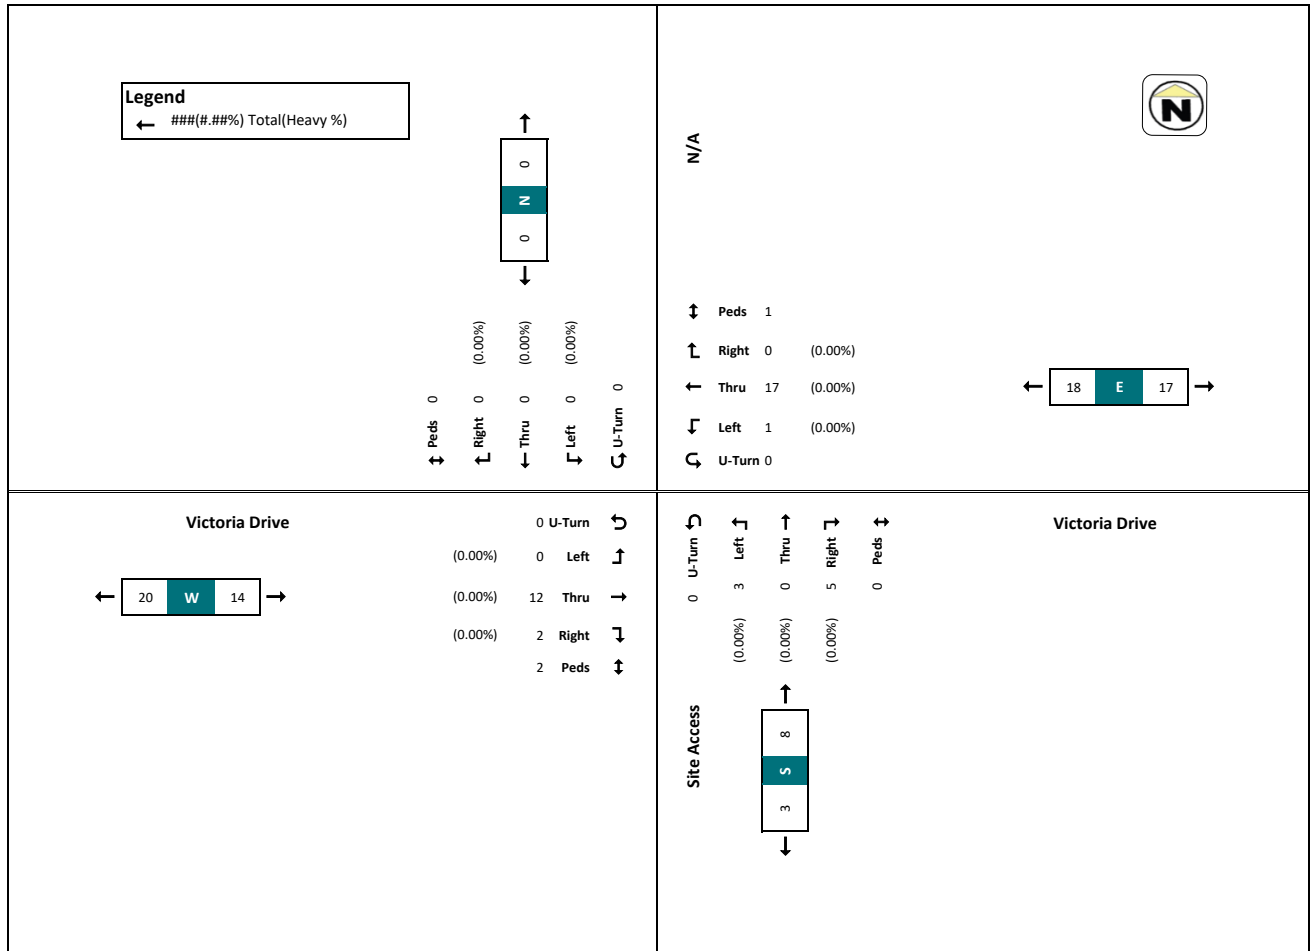 Legend
← ###(#.##%) Total(Heavy %)
↑
0
N
0
↓
(0.00%) (0.00%) (0.00%)
0 0 0 0 0
Peds Right Thru Left U-Turn
N
N/A
Peds 1
Right 0 (0.00%)
← Thru 17 (0.00%)
Left 1 (0.00%)
U-Turn 0
← 18 E 17 →
Victoria Drive
0 U-Turn
(0.00%) 0 Left
(0.00%) 12 Thru →
(0.00%) 2 Right
2 Peds
← 20 W 14 →
U-Turn Left Thru Right Peds
0 3 0 5 0
(0.00%) (0.00%) (0.00%)
Site Access
↑
8
S
3
↓
Victoria Drive